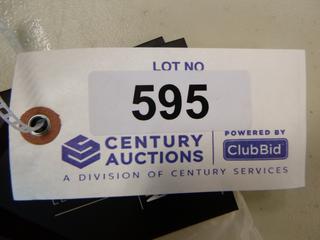 LOT NO
595
CENTURY
AUCTIONS
POWERED BY
ClubBid
A DIVISION OF CENTURY SERVICES